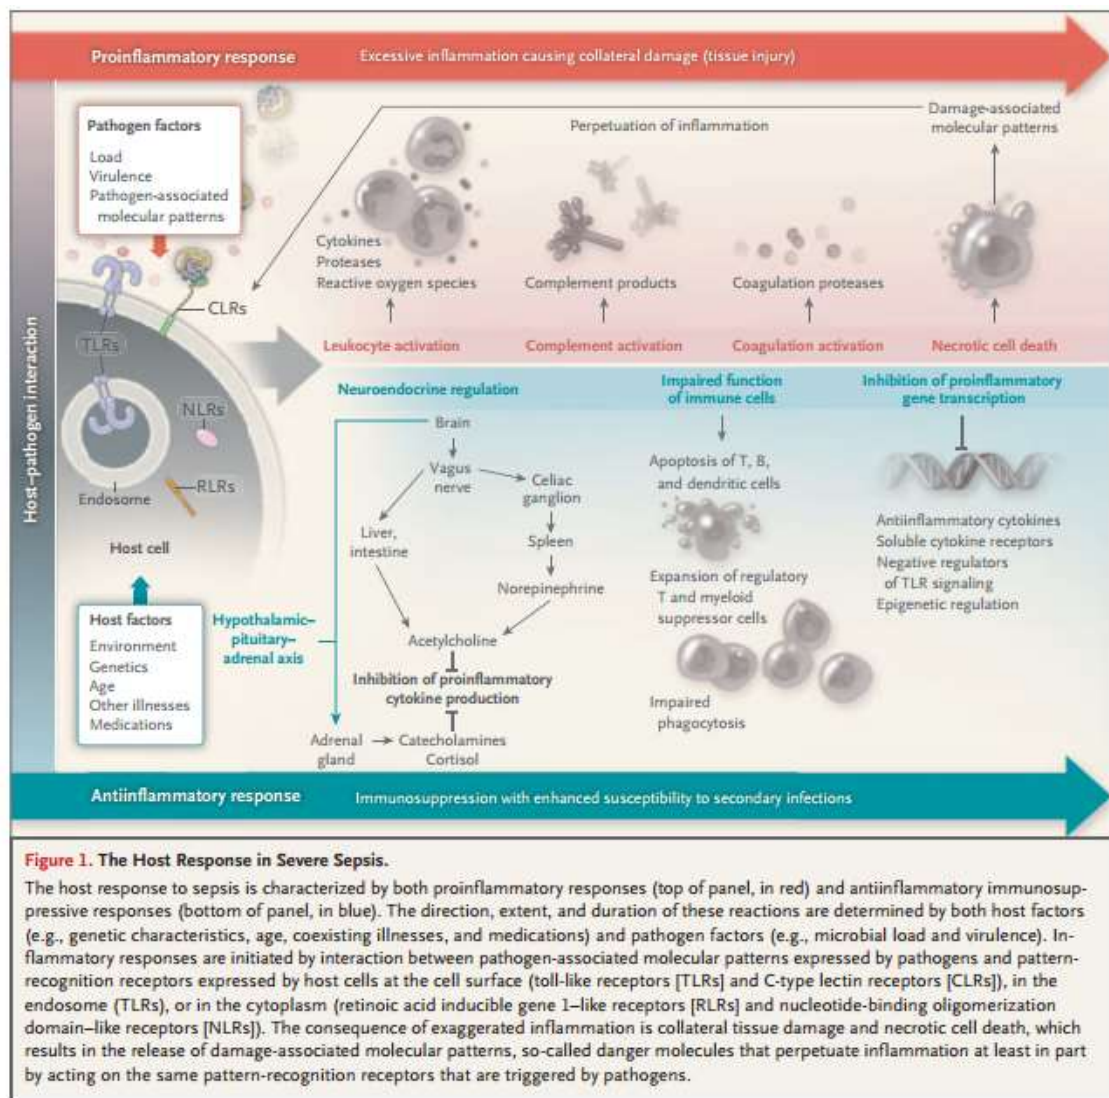 Proinflammatory response
Excessive inflammation causing collateral damage (tissue injury)
Host–pathogen interaction
Pathogen factors
Load
Virulence
Pathogen-associated
molecular patterns
CLRs
TLRs
NLRs
RLRs
Endosome
Host cell
Host factors
Environment
Genetics
Age
Other illnesses
Medications
Perpetuation of inflammation
Damage-associated
molecular patterns
Cytokines
Proteases
Reactive oxygen species
Complement products
Coagulation proteases
Leukocyte activation
Complement activation
Coagulation activation
Necrotic cell death
Neuroendocrine regulation
Brain
Vagus
nerve
Celiac
ganglion
Liver,
intestine
Spleen
Norepinephrine
Hypothalamic–
pituitary–
adrenal axis
Acetylcholine
Inhibition of proinflammatory
cytokine production
Adrenal
gland
Catecholamines
Cortisol
Impaired function
of immune cells
Apoptosis of T, B,
and dendritic cells
Expansion of regulatory
T and myeloid
suppressor cells
Impaired
phagocytosis
Inhibition of proinflammatory
gene transcription
Antiinflammatory cytokines
Soluble cytokine receptors
Negative regulators
of TLR signaling
Epigenetic regulation
Antiinflammatory response
Immunosuppression with enhanced susceptibility to secondary infections
Figure 1. The Host Response in Severe Sepsis.
The host response to sepsis is characterized by both proinflammatory responses (top of panel, in red) and antiinflammatory immunosup-
pressive responses (bottom of panel, in blue). The direction, extent, and duration of these reactions are determined by both host factors
(e.g., genetic characteristics, age, coexisting illnesses, and medications) and pathogen factors (e.g., microbial load and virulence). In-
flammatory responses are initiated by interaction between pathogen-associated molecular patterns expressed by pathogens and pattern-
recognition receptors expressed by host cells at the cell surface (toll-like receptors [TLRs] and C-type lectin receptors [CLRs]), in the
endosome (TLRs), or in the cytoplasm (retinoic acid inducible gene 1–like receptors [RLRs] and nucleotide-binding oligomerization
domain–like receptors [NLRs]). The consequence of exaggerated inflammation is collateral tissue damage and necrotic cell death, which
results in the release of damage-associated molecular patterns, so-called danger molecules that perpetuate inflammation at least in part
by acting on the same pattern-recognition receptors that are triggered by pathogens.